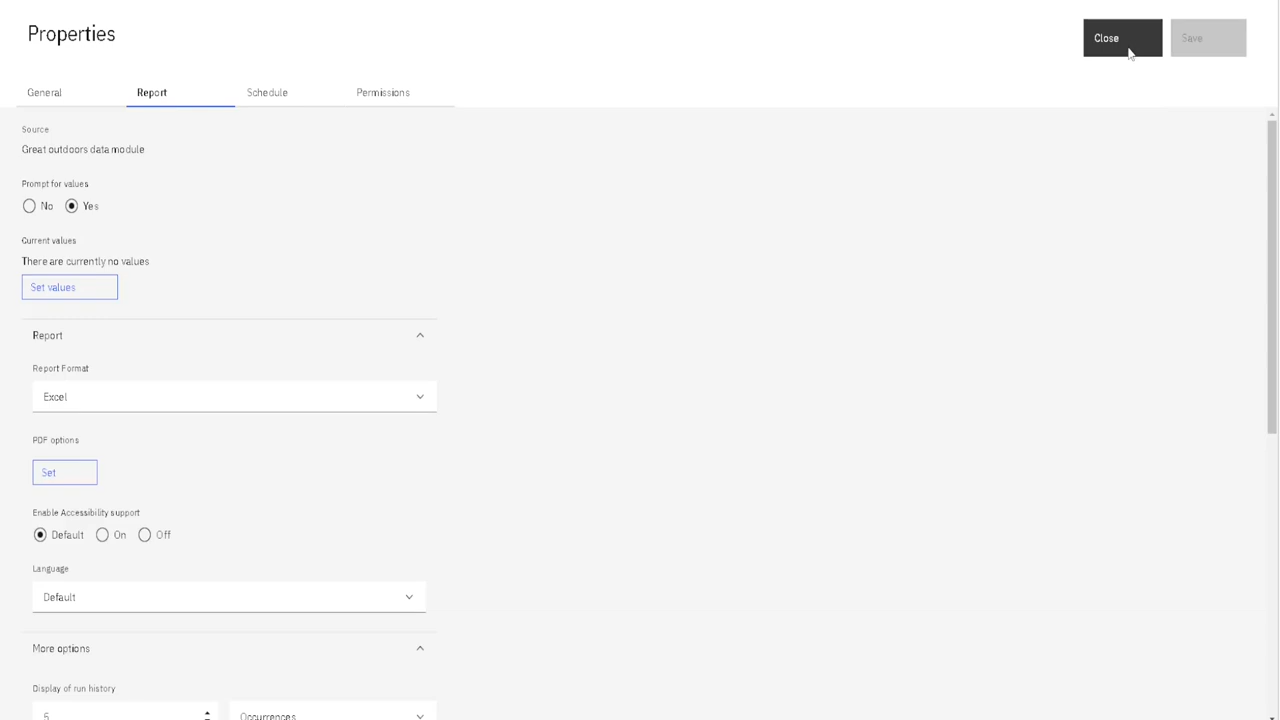 Properties
Close
Save
General
Report
Schedule
Permissions
Source
Great outdoors data module
Prompt for values
No
Yes
Current values
There are currently no values
Set values
Report
Report Format
Excel
PDF options
Set
Enable Accessibility support
Default
On
Off
Language
Default
More options
Display of run history
5
Occurrences